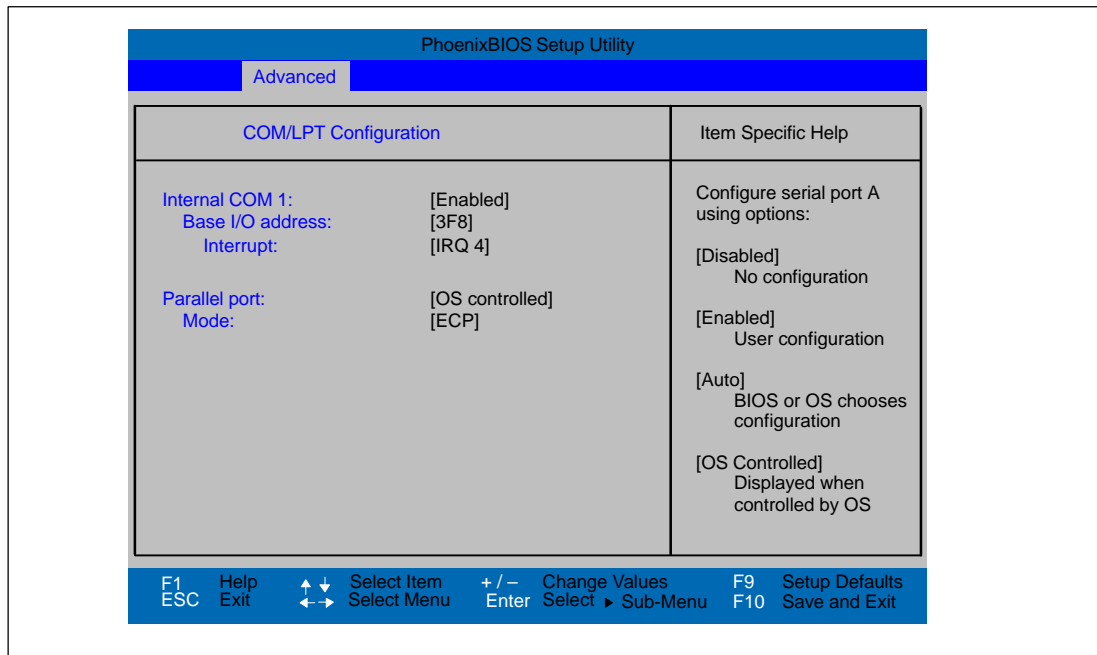 PhoenixBIOS Setup Utility
Advanced
COM/LPT Configuration
Internal COM 1: [Enabled]
Base I/O address: [3F8]
Interrupt: [IRQ 4]
Parallel port: [OS controlled]
Mode: [ECP]
Item Specific Help
Configure serial port A
using options:
[Disabled]
No configuration
[Enabled]
User configuration
[Auto]
BIOS or OS chooses
configuration
[OS Controlled]
Displayed when
controlled by OS
F1 Help Select Item + / – Change Values F9 Setup Defaults
ESC Exit Select Menu Enter Select ▶ Sub-Menu F10 Save and Exit